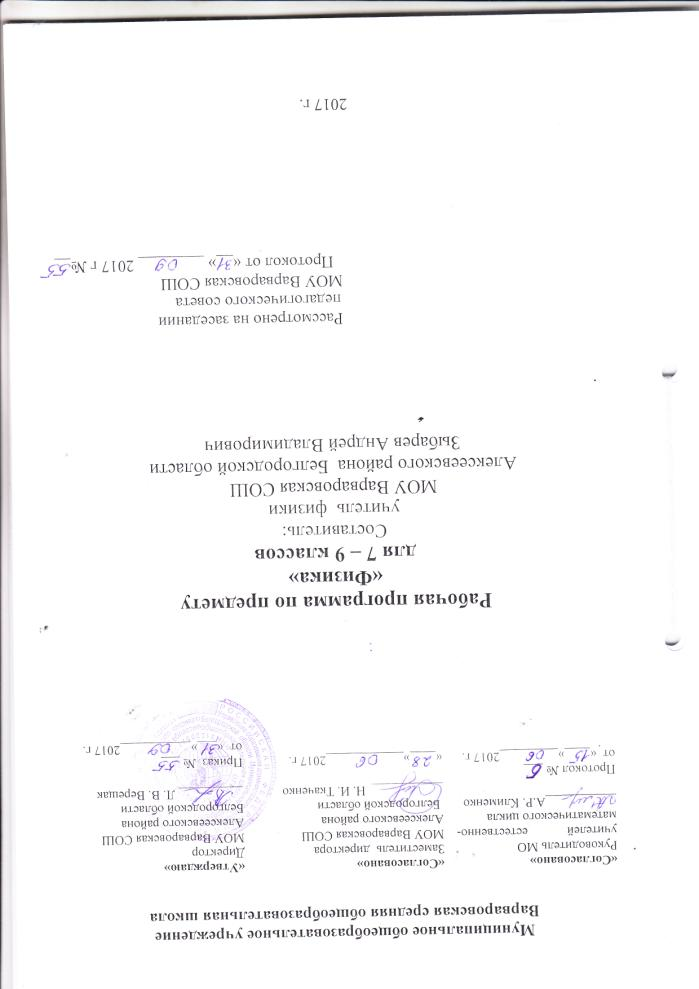 Муниципальное общеобразовательное учреждение
Варваровская средняя общеобразовательная школа
«Согласовано»
Руководитель МО
учителей естественно-
математического цикла
А.Р. Клименко
Протокол № 6
от «15» 06 2017 г.
«Согласовано»
Заместитель директора
МОУ Варваровская СОШ
Алексеевского района
Белгородской области
Н. И. Ткаченко
«28» 06 2017 г.
«Утверждаю»
Директор
МОУ Варваровская СОШ
Алексеевского района
Белгородской области
Л. В. Верещак
Приказ № 55
от «31» 09 2017 г.
Рабочая программа по предмету
«Физика»
для 7 – 9 классов
Составитель:
учитель физики
МОУ Варваровская СОШ
Алексеевского района Белгородской области
Зыбарев Андрей Владимирович
Рассмотрено на заседании
педагогического совета
МОУ Варваровская СОШ
Протокол от «31» 09 2017 г № 55
2017 г.